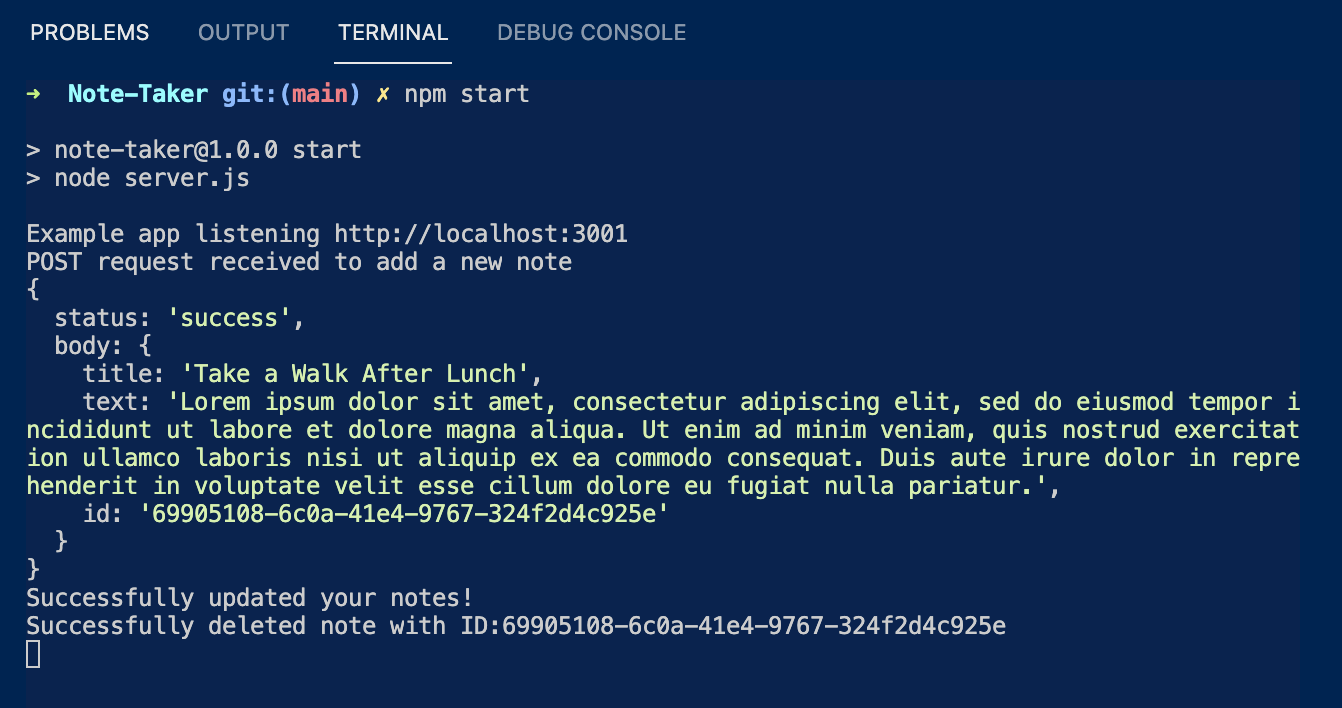 PROBLEMS OUTPUT TERMINAL DEBUG CONSOLE
➜  Note-Taker git:(main) ✗ npm start

> note-taker@1.0.0 start
> node server.js

Example app listening http://localhost:3001
POST request received to add a new note
{
  status: 'success',
  body: {
    title: 'Take a Walk After Lunch',
    text: 'Lorem ipsum dolor sit amet, consectetur adipiscing elit, sed do eiusmod tempor i
ncididunt ut labore et dolore magna aliqua. Ut enim ad minim veniam, quis nostrud exercitat
ion ullamco laboris nisi ut aliquip ex ea commodo consequat. Duis aute irure dolor in repre
henderit in voluptate velit esse cillum dolore eu fugiat nulla pariatur.',
    id: '69905108-6c0a-41e4-9767-324f2d4c925e'
  }
}
Successfully updated your notes!
Successfully deleted note with ID:69905108-6c0a-41e4-9767-324f2d4c925e